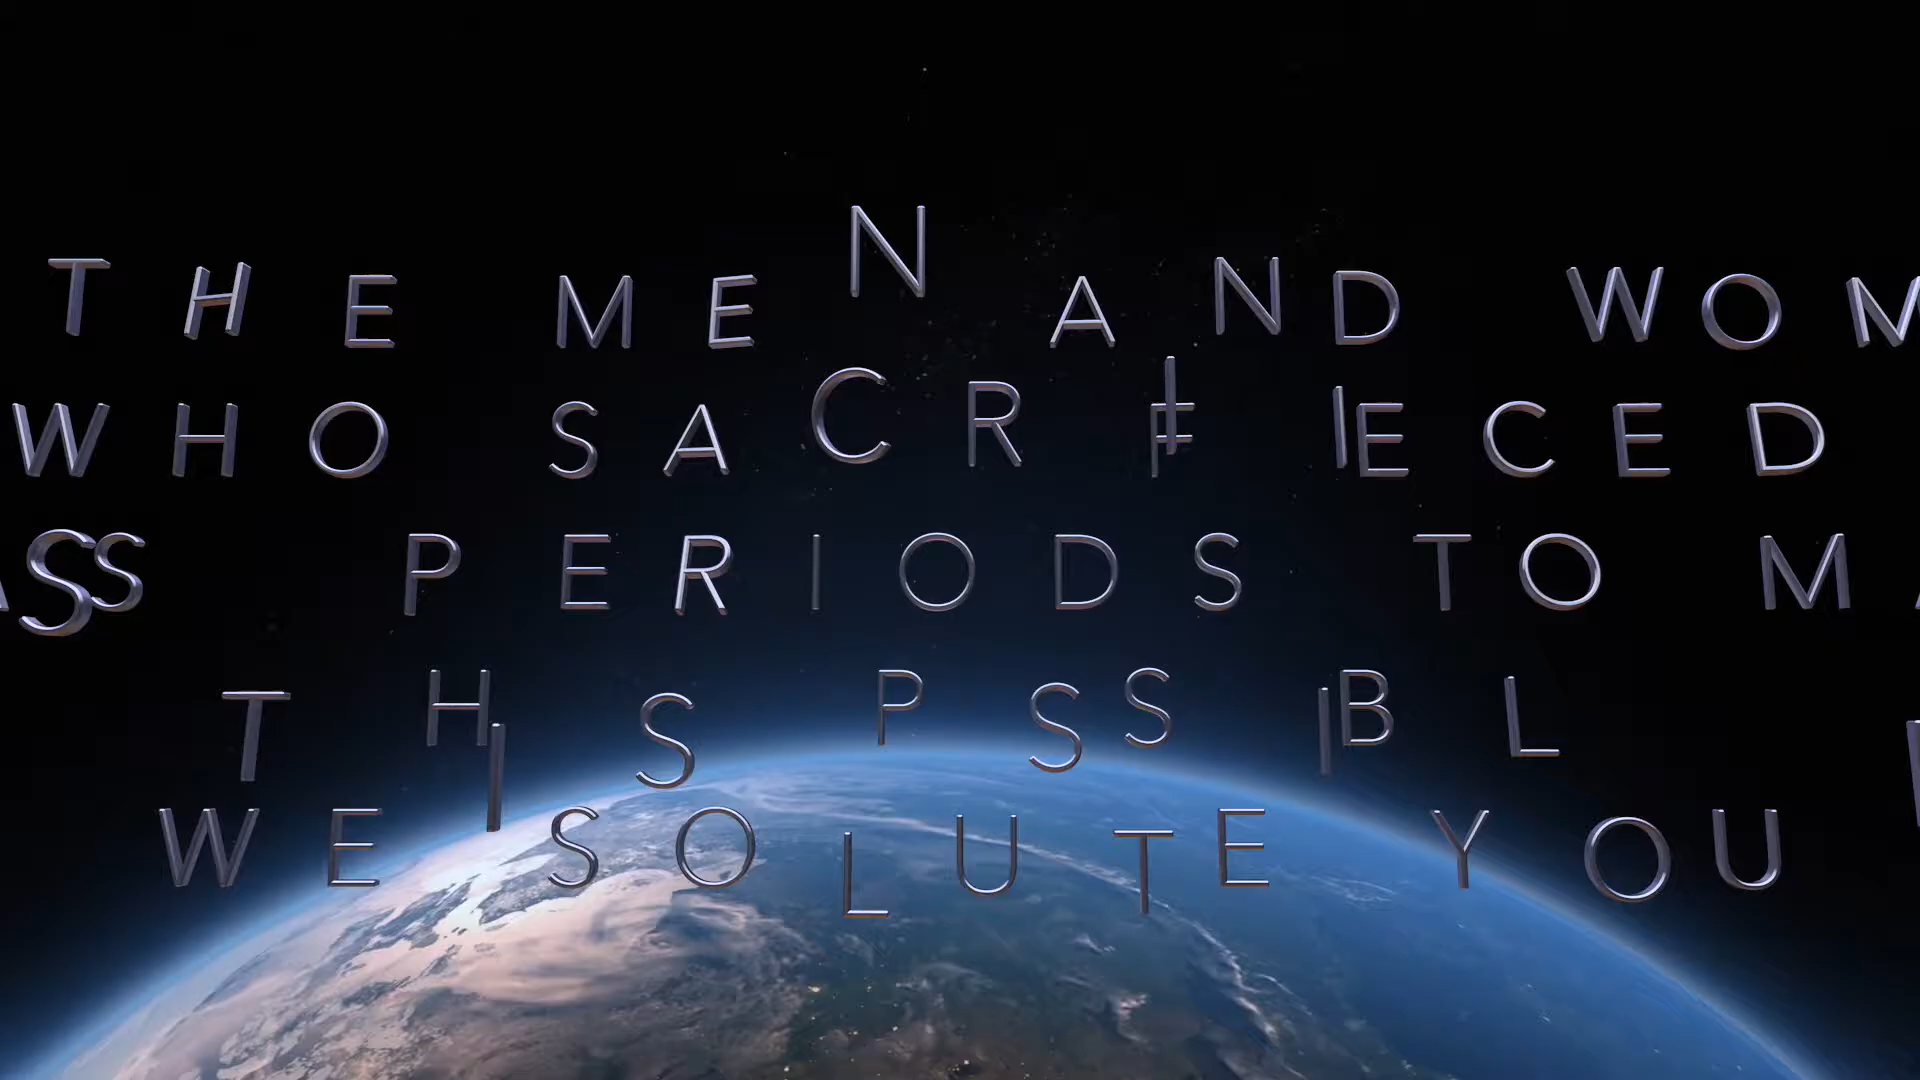 THE MEN AND WOM
WHO SACRIFIECED
ASS PERIODS TO MA
THIS PSSIBL
WE SOLUTE YOU